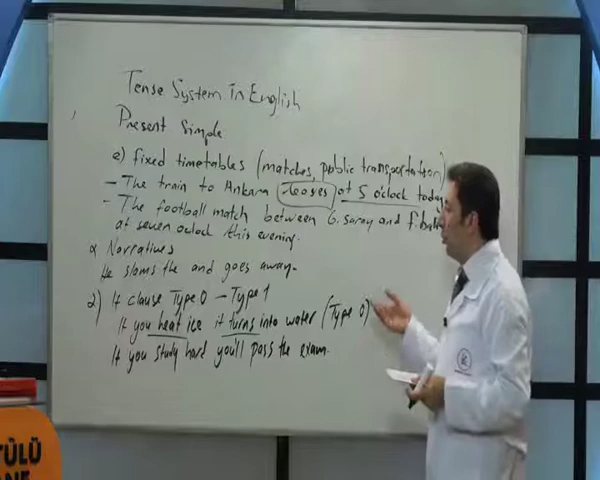 Tense System in English
Present Simple
e) fixed timetables (matches, public transportation)
- The train to Ankara leaves at 5 o'clock today
- The football match between G. saray and f.
at seven o'clock this evening.
Narratives
He slams the and goes away.
2) If clause Type 0 - Type 1
If you heat ice it turns into water (Type 0)
If you study hard you'll pass the exam.
TÜLÜ